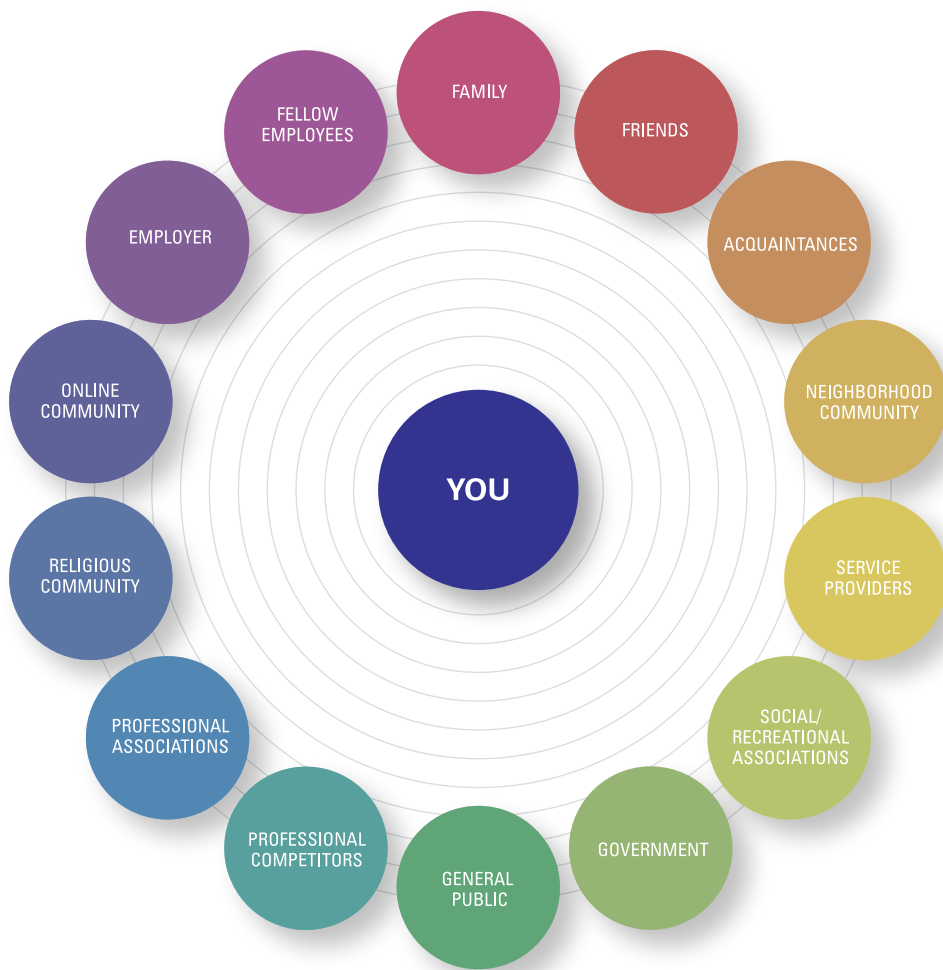 FAMILY
FRIENDS
ACQUAINTANCES
NEIGHBORHOOD
COMMUNITY
SERVICE
PROVIDERS
SOCIAL/
RECREATIONAL
ASSOCIATIONS
GOVERNMENT
GENERAL
PUBLIC
PROFESSIONAL
COMPETITORS
PROFESSIONAL
ASSOCIATIONS
RELIGIOUS
COMMUNITY
ONLINE
COMMUNITY
EMPLOYER
FELLOW
EMPLOYEES
YOU